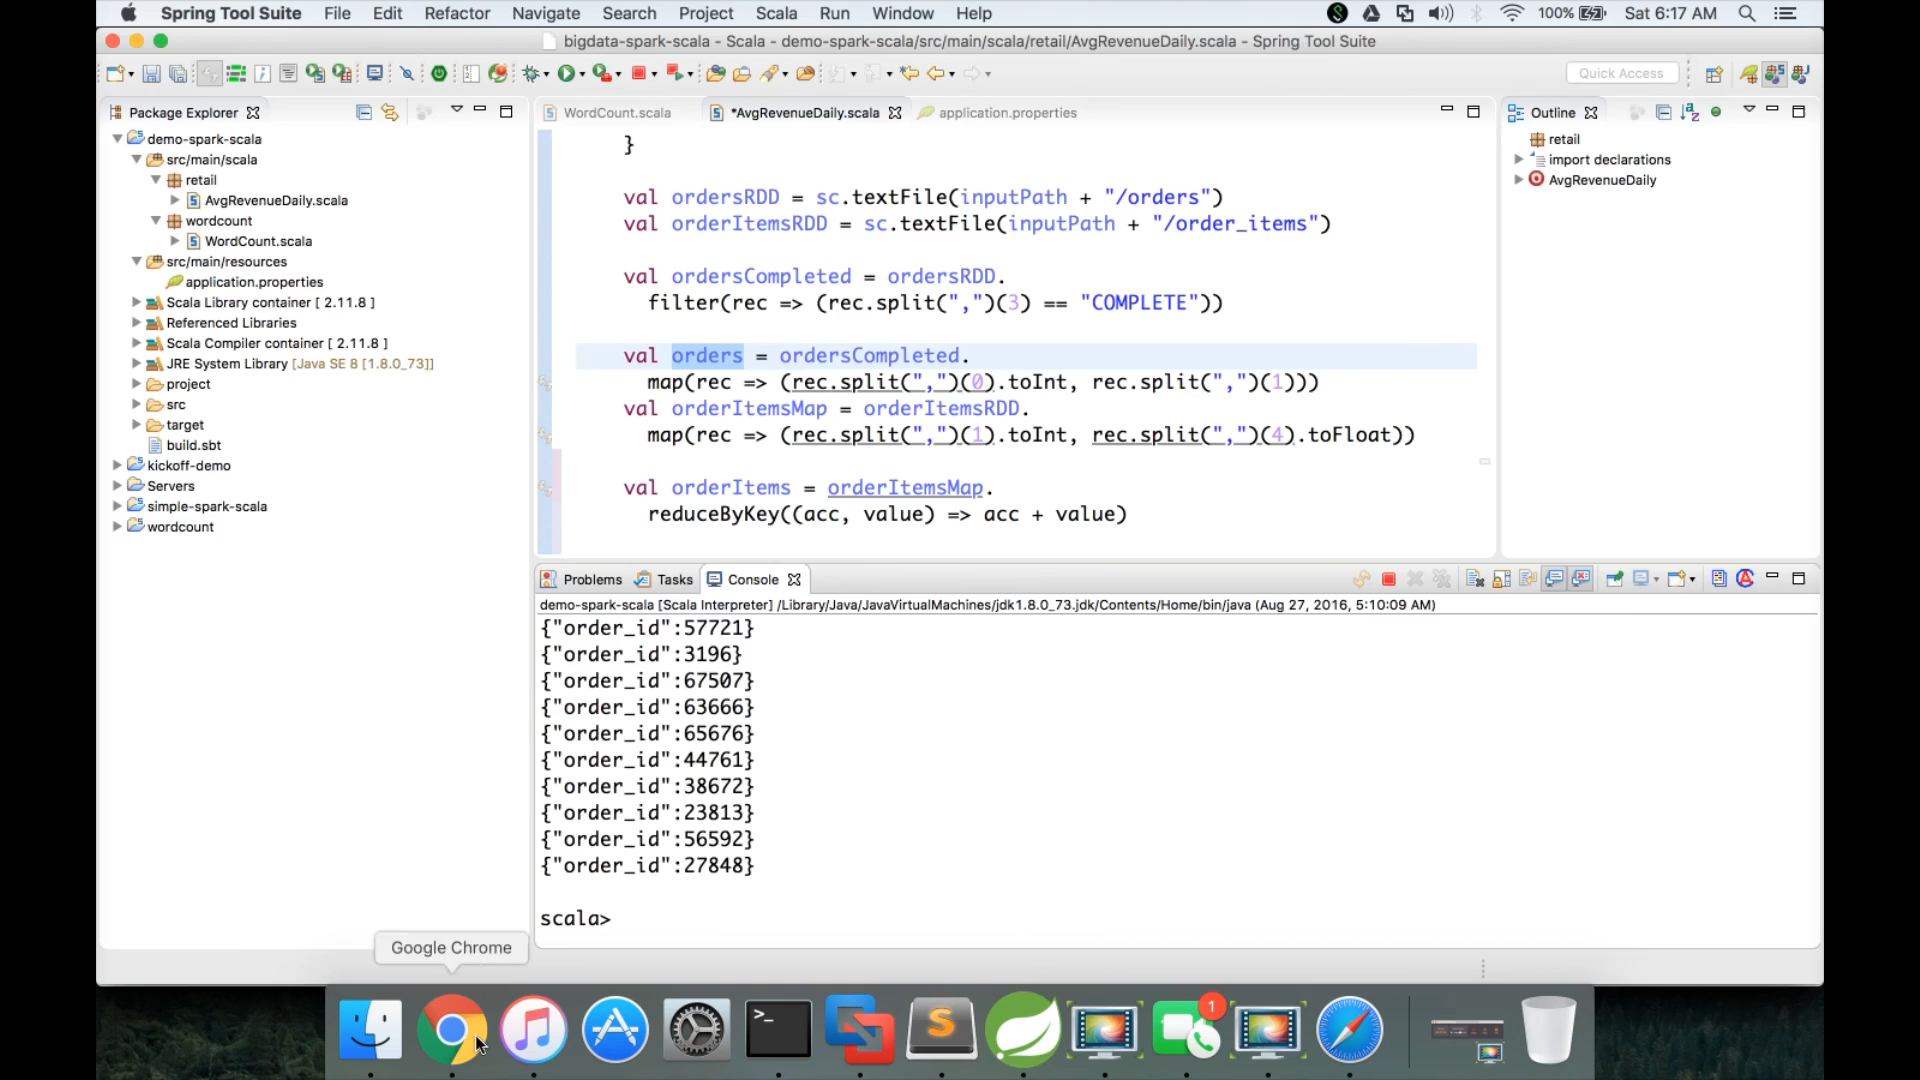 Spring Tool Suite File Edit Refactor Navigate Search Project Scala Run Window Help
100% Sat 6:17 AM
bigdata-spark-scala - Scala - demo-spark-scala/src/main/scala/retail/AvgRevenueDaily.scala - Spring Tool Suite
Quick Access
Package Explorer
demo-spark-scala
src/main/scala
retail
AvgRevenueDaily.scala
wordcount
WordCount.scala
src/main/resources
application.properties
Scala Library container [ 2.11.8 ]
Referenced Libraries
Scala Compiler container [ 2.11.8 ]
JRE System Library [Java SE 8 [1.8.0_73]]
project
src
target
build.sbt
kickoff-demo
Servers
simple-spark-scala
wordcount
WordCount.scala *AvgRevenueDaily.scala application.properties
}
val ordersRDD = sc.textFile(inputPath + "/orders")
val orderItemsRDD = sc.textFile(inputPath + "/order_items")
val ordersCompleted = ordersRDD.
filter(rec => (rec.split(",")(3) == "COMPLETE"))
val orders = ordersCompleted.
map(rec => (rec.split(",")(0).toInt, rec.split(",")(1)))
val orderItemsMap = orderItemsRDD.
map(rec => (rec.split(",")(1).toInt, rec.split(",")(4).toFloat))
val orderItems = orderItemsMap.
reduceByKey((acc, value) => acc + value)
Outline
retail
import declarations
AvgRevenueDaily
Problems Tasks Console
demo-spark-scala [Scala Interpreter] /Library/Java/JavaVirtualMachines/jdk1.8.0_73.jdk/Contents/Home/bin/java (Aug 27, 2016, 5:10:09 AM)
{"order_id":57721}
{"order_id":3196}
{"order_id":67507}
{"order_id":63666}
{"order_id":65676}
{"order_id":44761}
{"order_id":38672}
{"order_id":23813}
{"order_id":56592}
{"order_id":27848}
scala>
Google Chrome
1